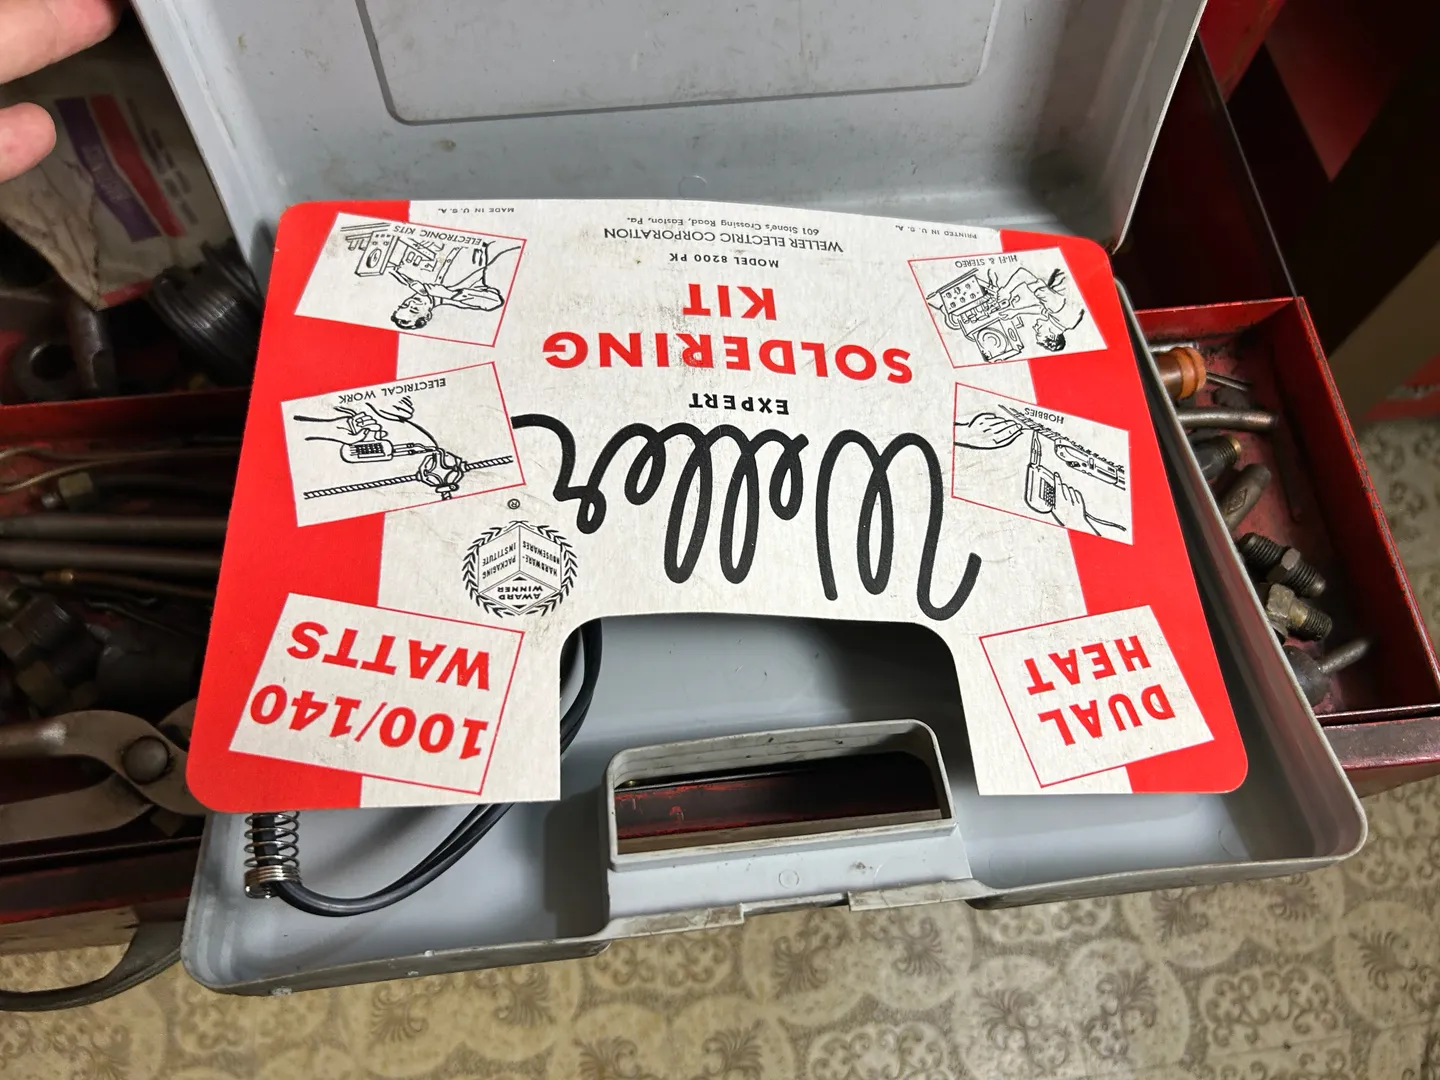 Weller
®
EXPERT
SOLDERING
KIT
MODEL 8200 PK
WELLER ELECTRIC CORPORATION
601 Stone's Crossing Road, Easton, Pa.
PRINTED IN U.S.A.
MADE IN U.S.A.
DUAL
HEAT
100/140
WATTS
HOBBIES
HI-FI & STEREO
ELECTRICAL WORK
ELECTRONIC KITS
AWARD
WINNER
HARDWARE-
HOUSEWARES
PACKAGING
INSTITUTE